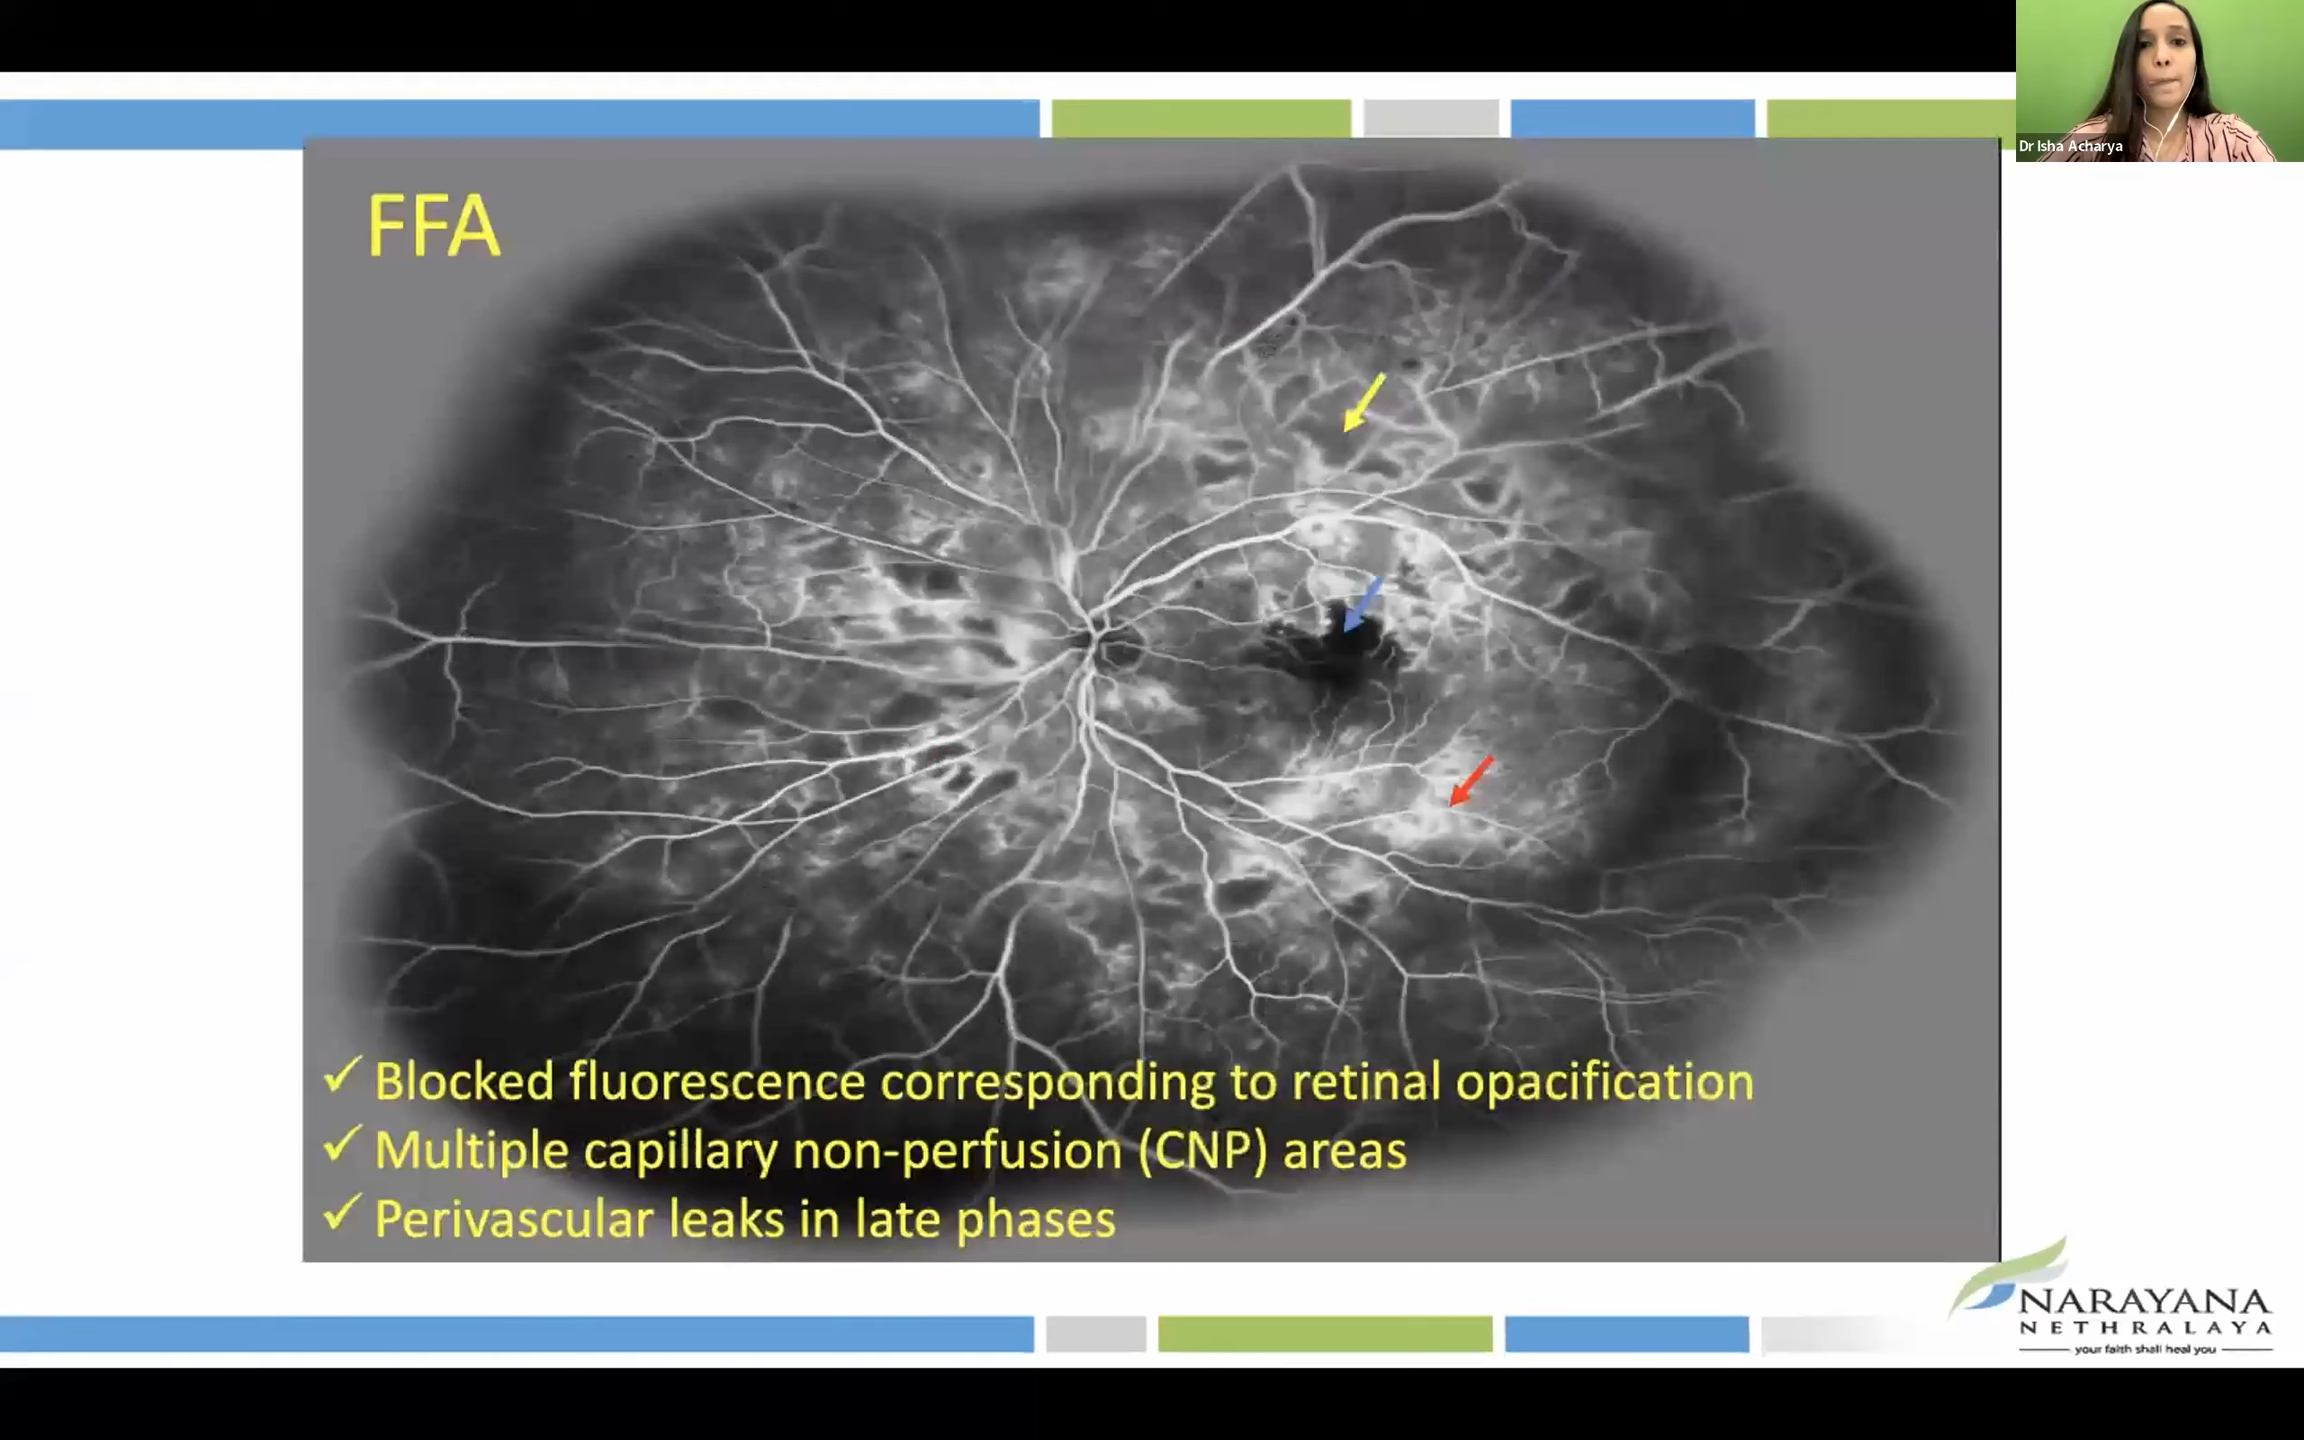 Dr Isha Acharya
FFA
✓ Blocked fluorescence corresponding to retinal opacification
✓ Multiple capillary non-perfusion (CNP) areas
✓ Perivascular leaks in late phases
NARAYANA
NETHRALAYA
your faith shall heal you